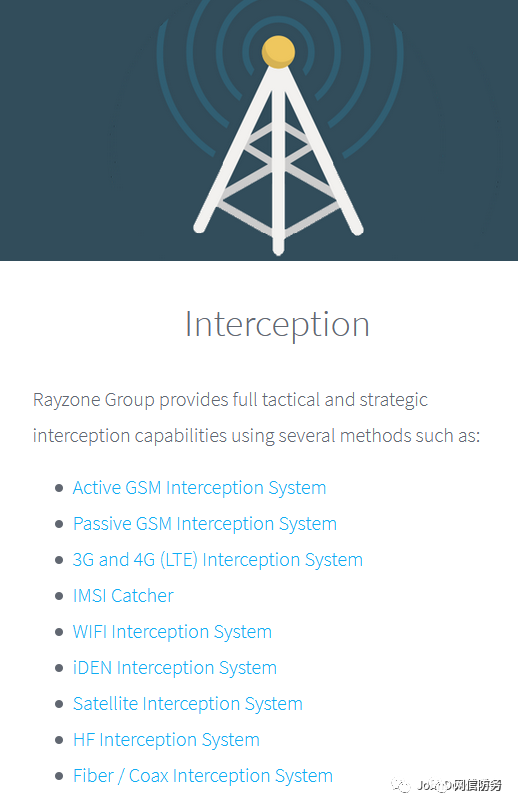 Interception
Rayzone Group provides full tactical and strategic
interception capabilities using several methods such as:
Active GSM Interception System
Passive GSM Interception System
3G and 4G (LTE) Interception System
IMSI Catcher
WIFI Interception System
iDEN Interception System
Satellite Interception System
HF Interception System
Fiber / Coax Interception System
网信防务